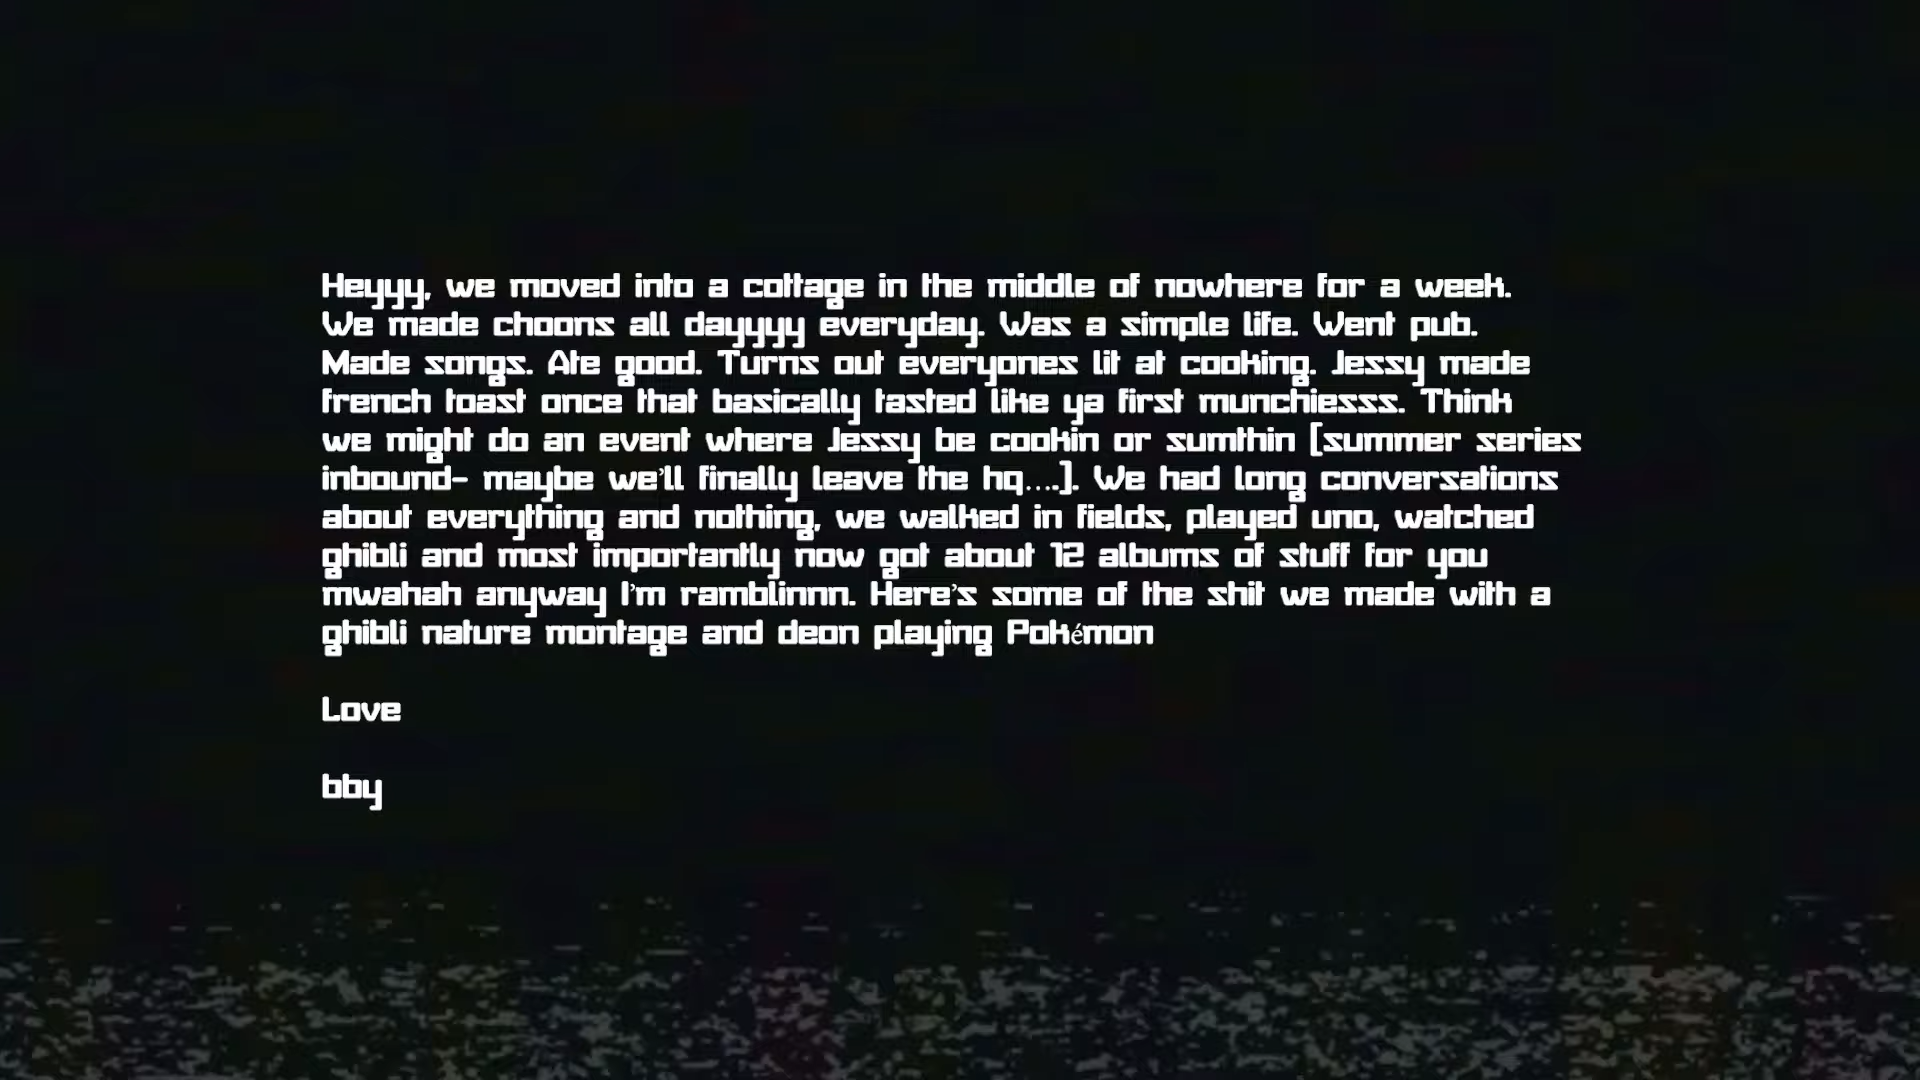 Heyyy, we moved into a cottage in the middle of nowhere for a week.
We made choons all dayyyy everyday. Was a simple life. Went pub.
Made songs. Ate good. Turns out everyones lit at cooking. Jessy made
french toast once that basically tasted like ya first munchiesss. Think
we might do an event where Jessy be cookin or sumthin [summer series
inbound- maybe we’ll finally leave the hq….]. We had long conversations
about everything and nothing, we walked in fields, played uno, watched
ghibli and most importantly now got about 12 albums of stuff for you
mwahah anyway I’m ramblinnn. Here’s some of the shit we made with a
ghibli nature montage and deon playing Pokémon
Love
bby